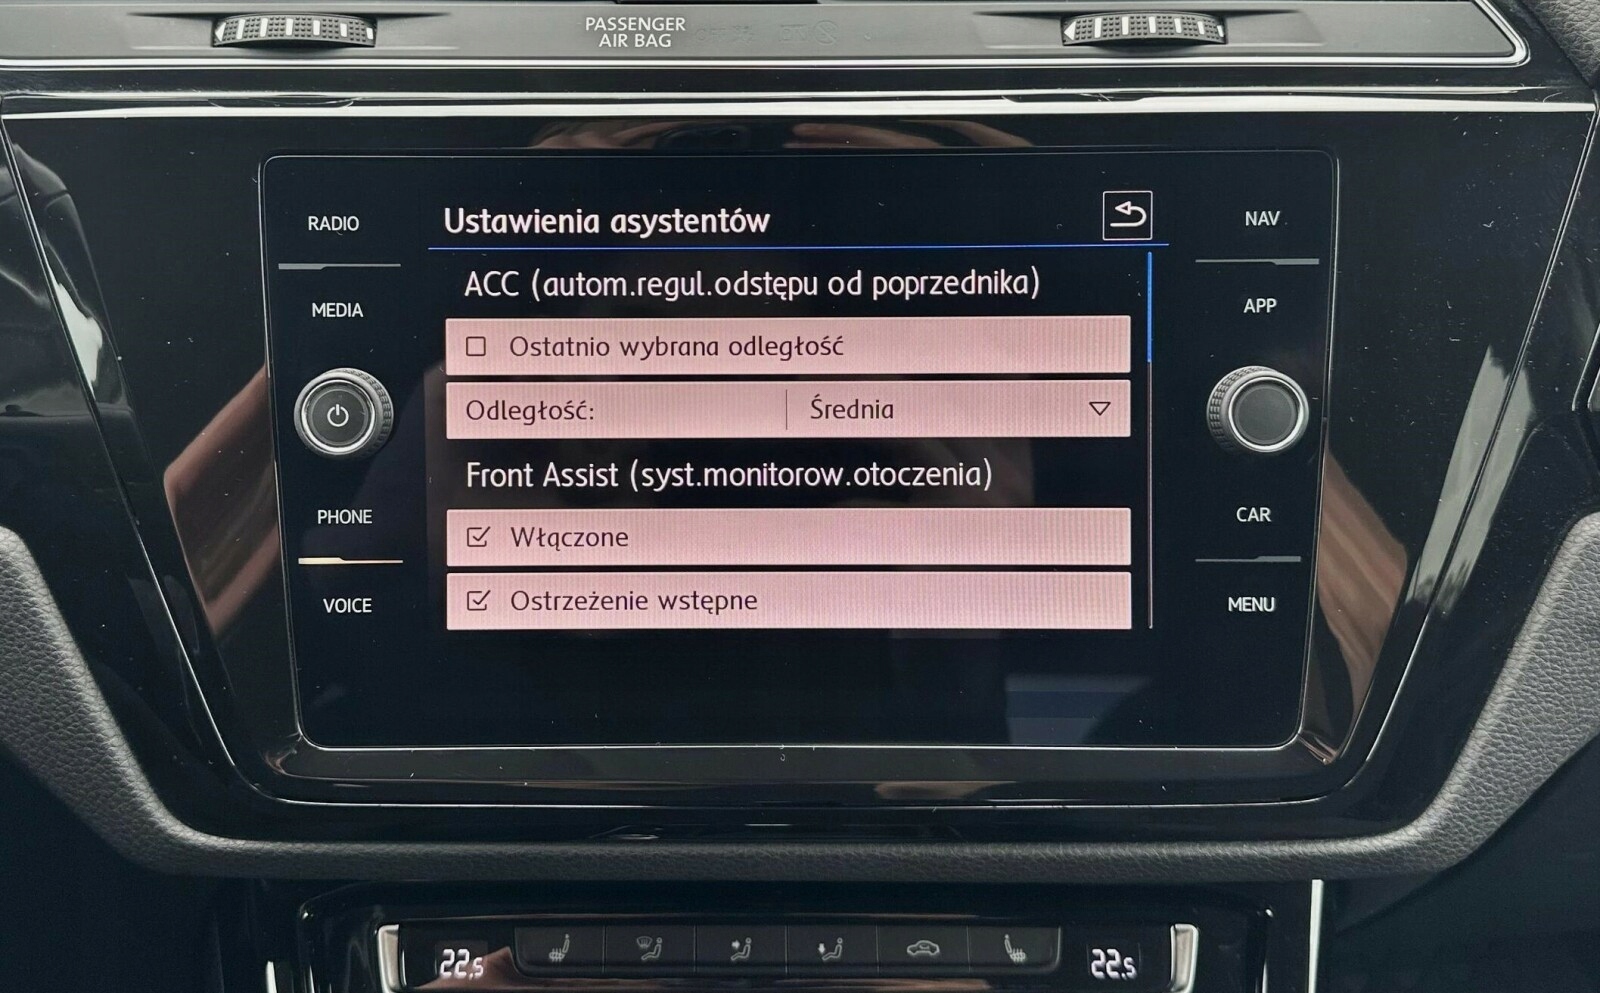 PASSENGER
AIR BAG
RADIO
MEDIA
PHONE
VOICE
Ustawienia asystentów
ACC (autom.regul.odstępu od poprzednika)
Ostatnio wybrana odległość
Odległość: Średnia
Front Assist (syst.monitorow.otoczenia)
Włączone
Ostrzeżenie wstępne
NAV
APP
CAR
MENU
22.5
22.5